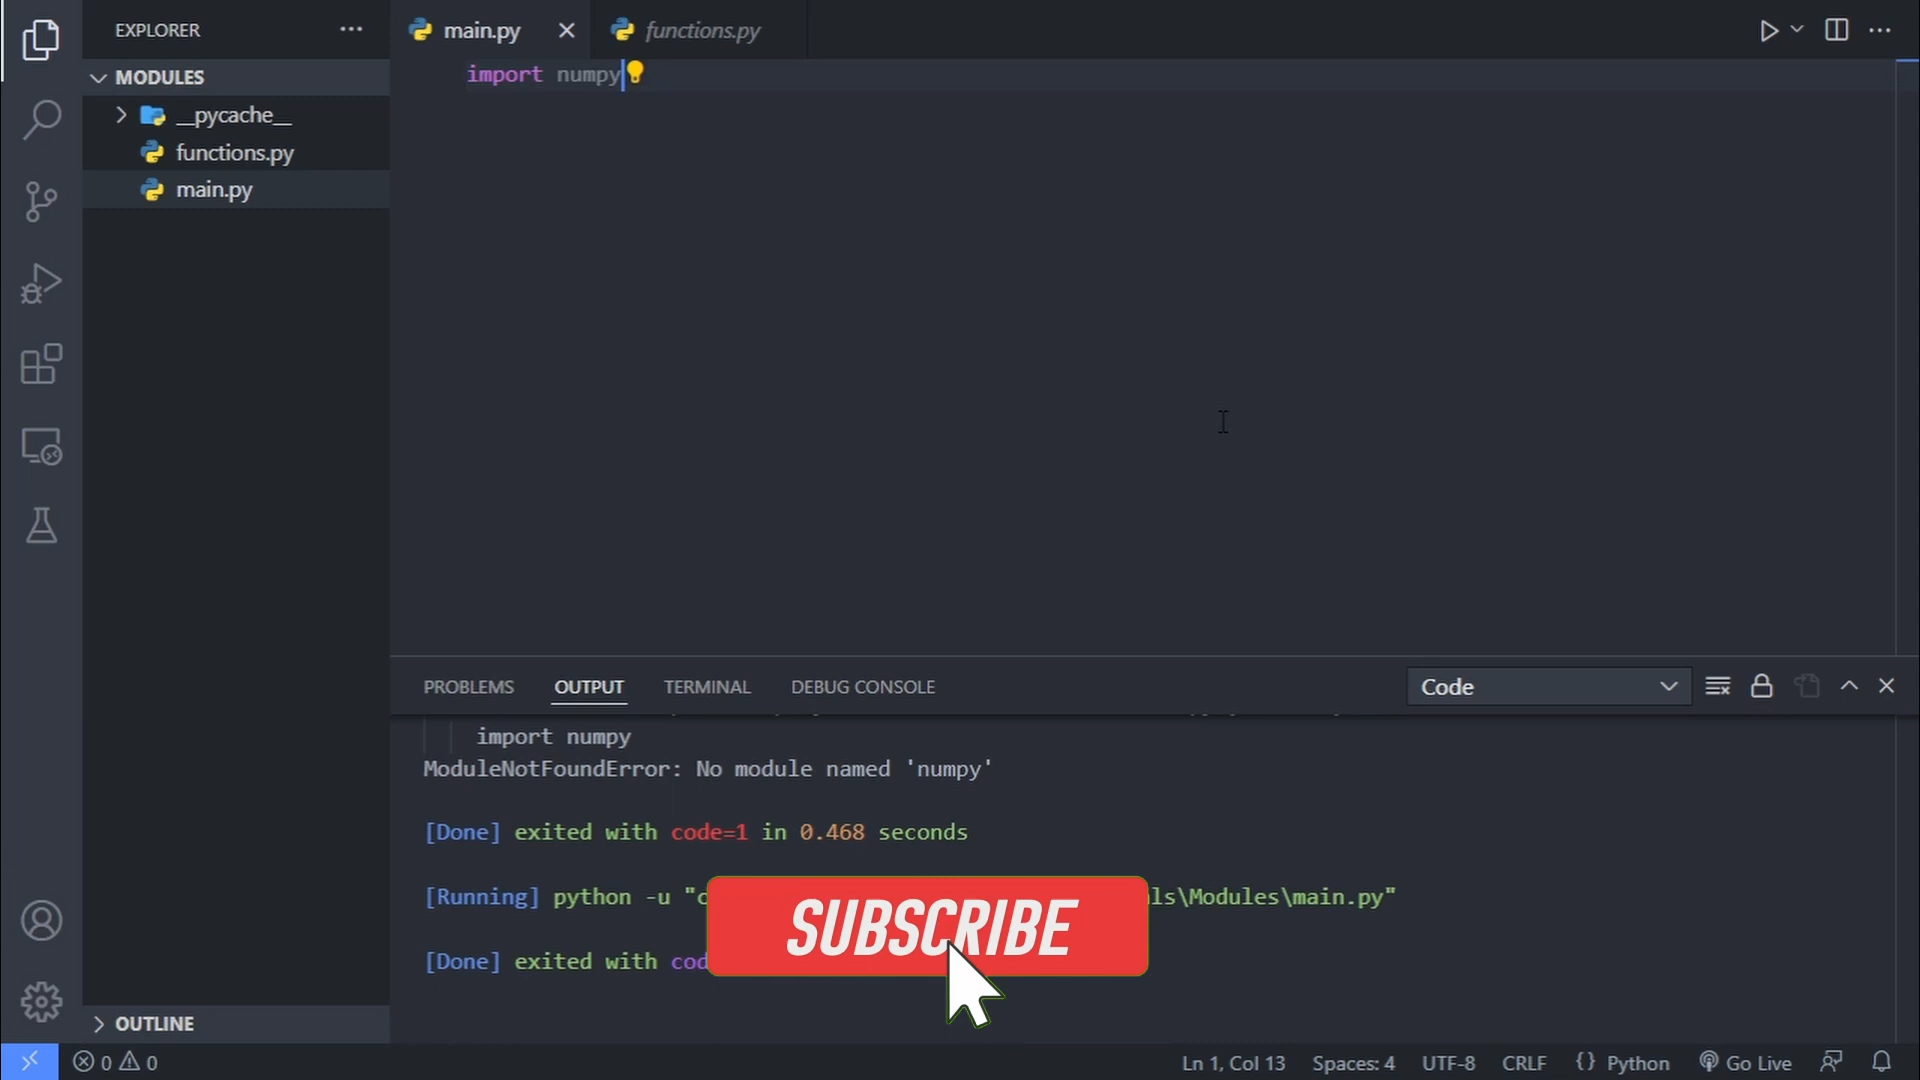 EXPLORER
main.py
functions.py
MODULES
import numpy
__pycache__
functions.py
main.py
PROBLEMS
OUTPUT
TERMINAL
DEBUG CONSOLE
Code
import numpy
ModuleNotFoundError: No module named 'numpy'
[Done] exited with code=1 in 0.468 seconds
[Running] python -u "c ls\Modules\main.py"
SUBSCRIBE
[Done] exited with cod
OUTLINE
0 0
Ln 1, Col 13
Spaces: 4
UTF-8
CRLF
{} Python
Go Live